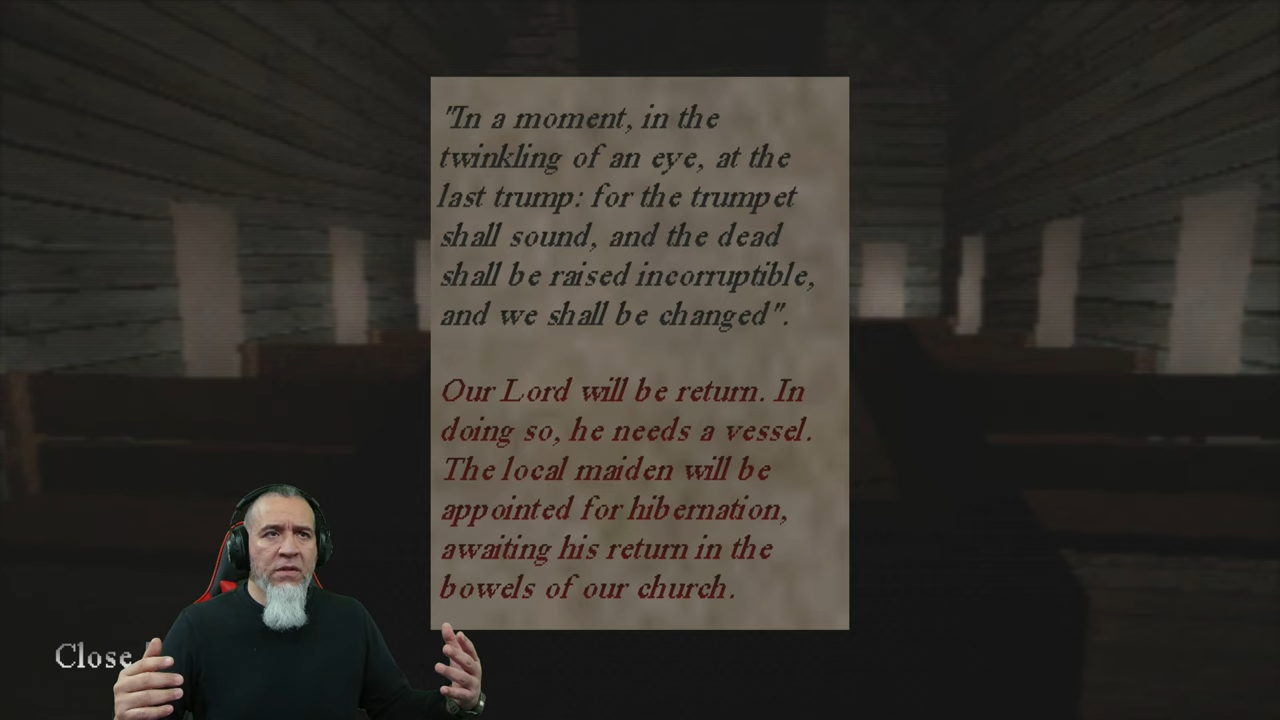 "In a moment, in the
twinkling of an eye, at the
last trump: for the trumpet
shall sound, and the dead
shall be raised incorruptible,
and we shall be changed".
Our Lord will be return. In
doing so, he needs a vessel.
The local maiden will be
appointed for hibernation,
awaiting his return in the
bowels of our church.
Close